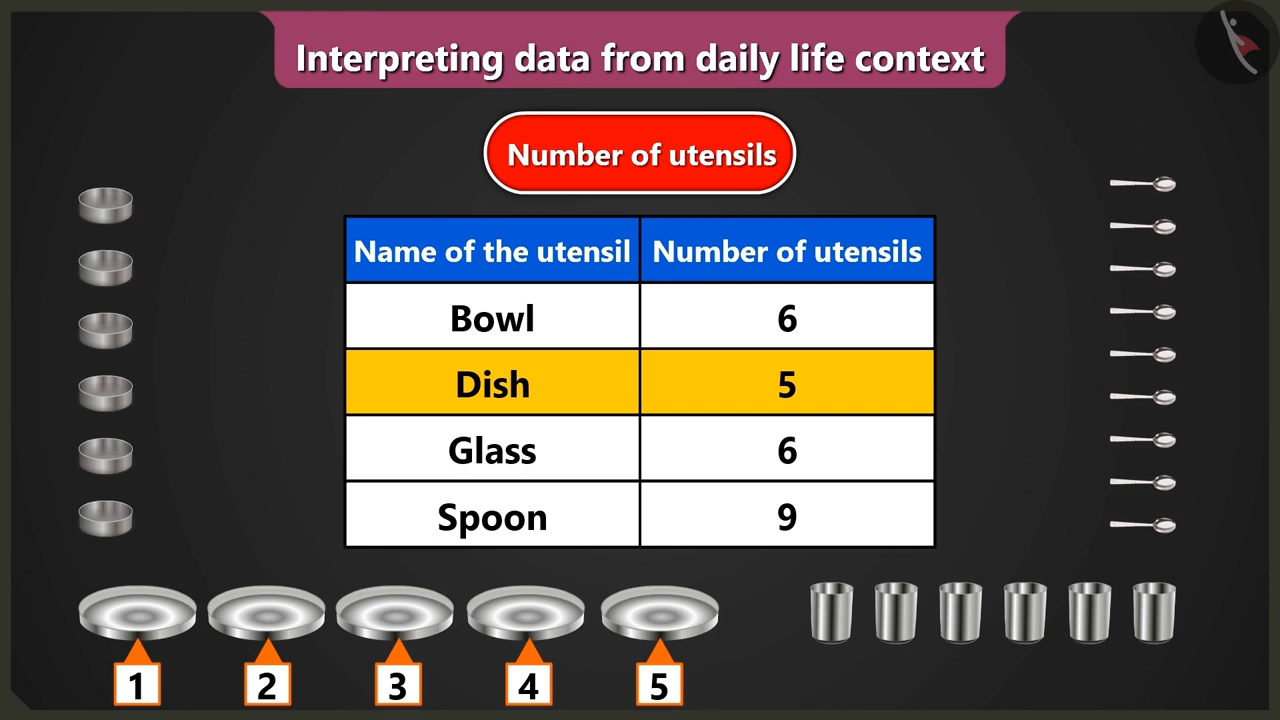 Interpreting data from daily life context
Number of utensils
Name of the utensil Number of utensils
Bowl 6
Dish 5
Glass 6
Spoon 9
1 2 3 4 5